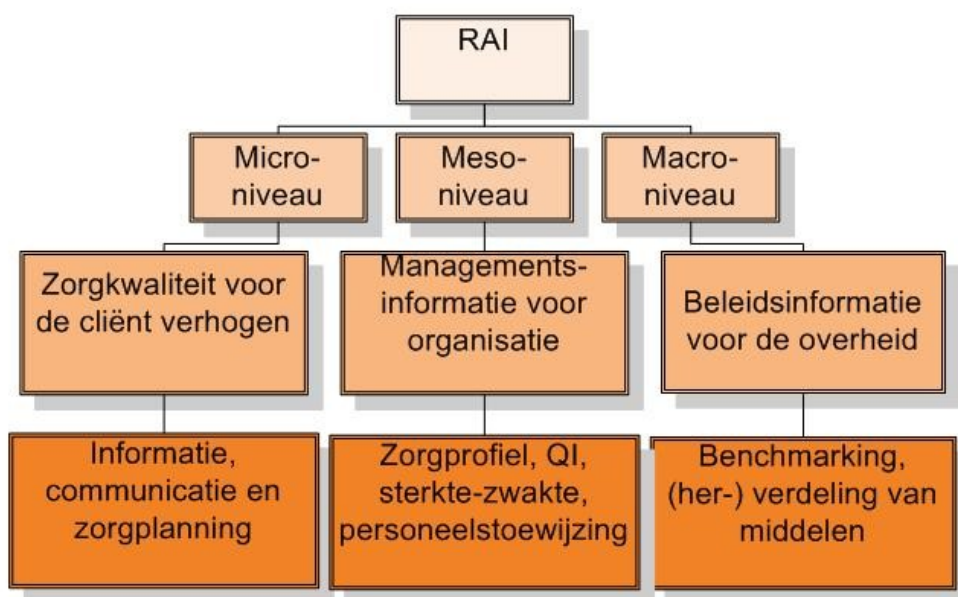 RAI
Micro-
niveau
Meso-
niveau
Macro-
niveau
Zorgkwaliteit voor
de cliënt verhogen
Managements-
informatie voor
organisatie
Beleidsinformatie
voor de overheid
Informatie,
communicatie en
zorgplanning
Zorgprofiel, QI,
sterkte-zwakte,
personeelstoewijzing
Benchmarking,
(her-) verdeling van
middelen